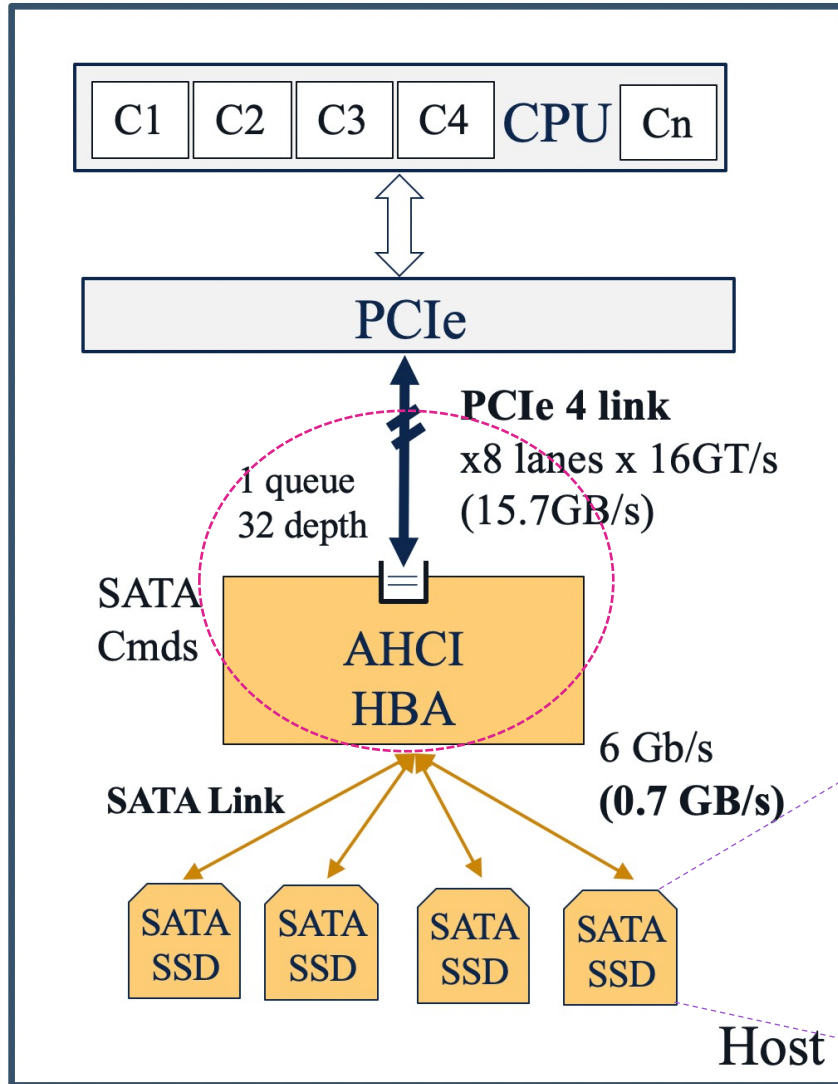 C1 C2 C3 C4 CPU Cn
PCIe
PCIe 4 link
x8 lanes x 16GT/s
(15.7GB/s)
1 queue
32 depth
SATA
Cmds
AHCI
HBA
6 Gb/s
(0.7 GB/s)
SATA Link
SATA
SSD
SATA
SSD
SATA
SSD
SATA
SSD
Host